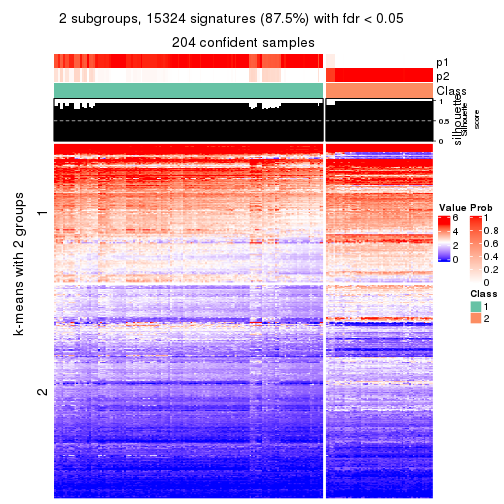 2 subgroups, 15324 signatures (87.5%) with fdr < 0.05
204 confident samples
p1
p2
Class
silhouette
Silhouette
score
1
0.5
0
k-means with 2 groups
1
2
Value
6
4
2
0
Prob
1
0.8
0.6
0.4
0.2
0
Class
1
2